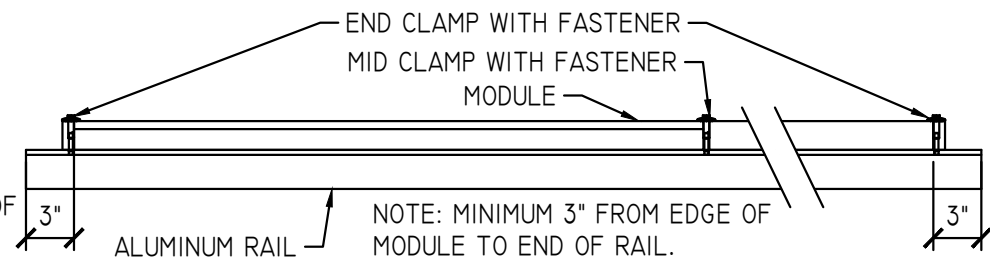 END CLAMP WITH FASTENER
MID CLAMP WITH FASTENER
MODULE
OF
3"
ALUMINUM RAIL
NOTE: MINIMUM 3" FROM EDGE OF
MODULE TO END OF RAIL.
3"